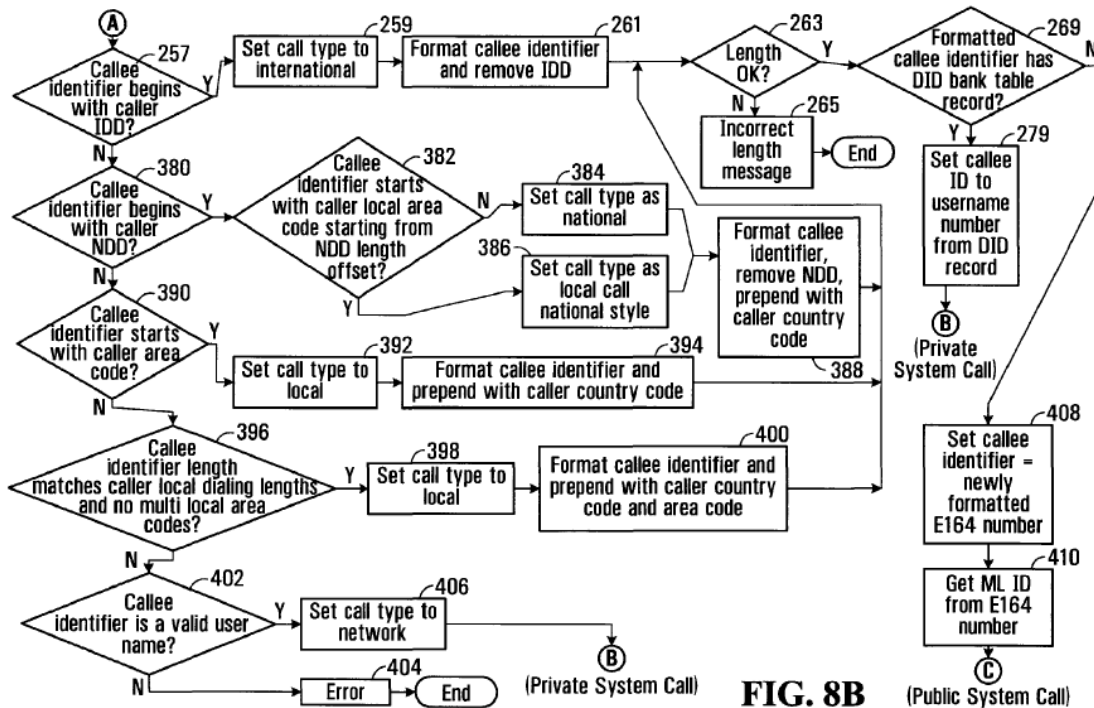 A
257
Callee
identifier begins
with caller
IDD?
Y
N
259
Set call type to
international
261
Format callee identifier
and remove IDD
263
Length
OK?
Y
N
265
Incorrect
length
message
End
269
Formatted
callee identifier has
DID bank table
record?
N
Y
279
Set callee
ID to
username
number
from DID
record
B
(Private
System Call)
380
Callee
identifier begins
with caller
NDD?
Y
N
382
Callee
identifier starts
with caller local area
code starting from
NDD length
offset?
N
Y
384
Set call type as
national
386
Set call type as
local call
national style
Format callee
identifier,
remove NDD,
prepend with
caller country
code
388
390
Callee
identifier starts
with caller area
code?
Y
N
392
Set call type to
local
394
Format callee identifier and
prepend with caller country code
396
Callee
identifier length
matches caller local dialing lengths
and no multi local area
codes?
Y
N
398
Set call type to
local
400
Format callee identifier and
prepend with caller country
code and area code
408
Set callee
identifier =
newly
formatted
E164 number
410
Get ML ID
from E164
number
C
(Public System Call)
402
Callee
identifier is a valid user
name?
Y
N
406
Set call type to
network
B
(Private System Call)
404
Error
End
FIG. 8B